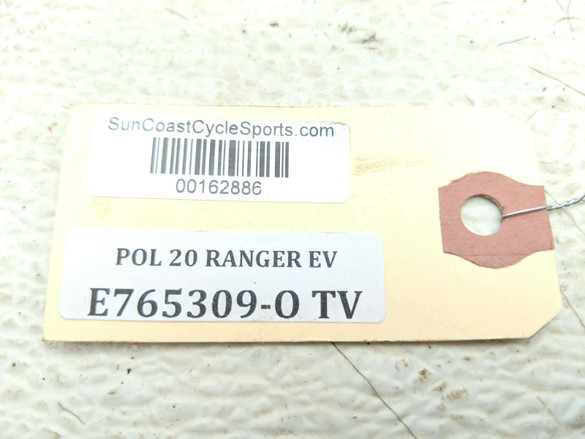 SunCoastCycleSports.com
00162886
POL 20 RANGER EV
E765309-O TV